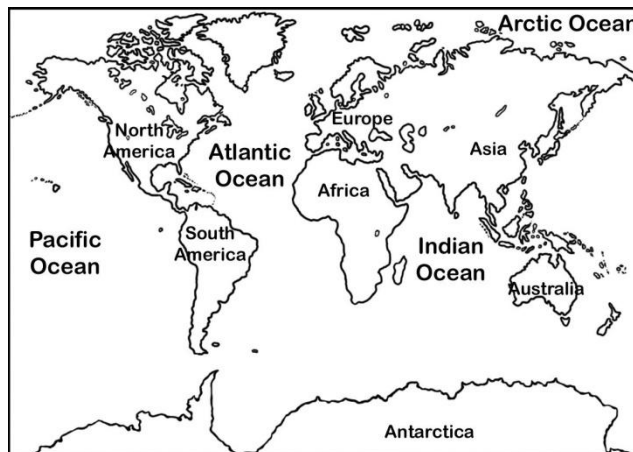 Arctic Ocean
North
America
Atlantic
Ocean
Europe
Asia
Africa
Pacific
Ocean
South
America
Indian
Ocean
Australia
Antarctica